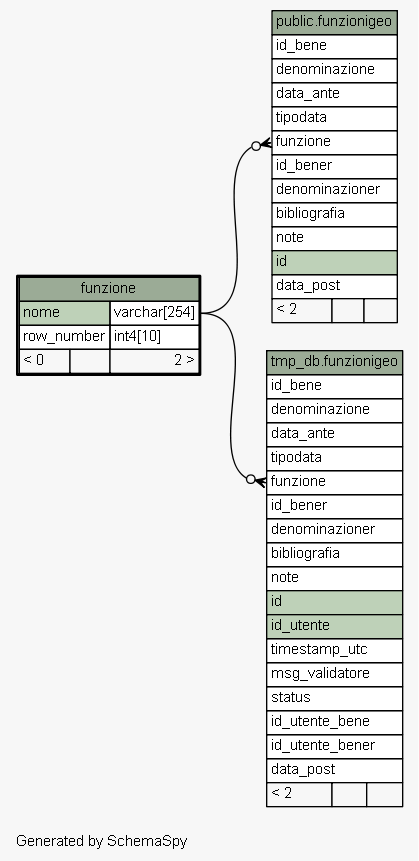 public.funzionigeo
id_bene
denominazione
data_ante
tipodata
funzione
id_bener
denominazioner
bibliografia
note
id
data_post
< 2
funzione
nome varchar[254]
row_number int4[10]
< 0 2 >
tmp_db.funzionigeo
id_bene
denominazione
data_ante
tipodata
funzione
id_bener
denominazioner
bibliografia
note
id
id_utente
timestamp_utc
msg_validatore
status
id_utente_bene
id_utente_bener
data_post
< 2
Generated by SchemaSpy